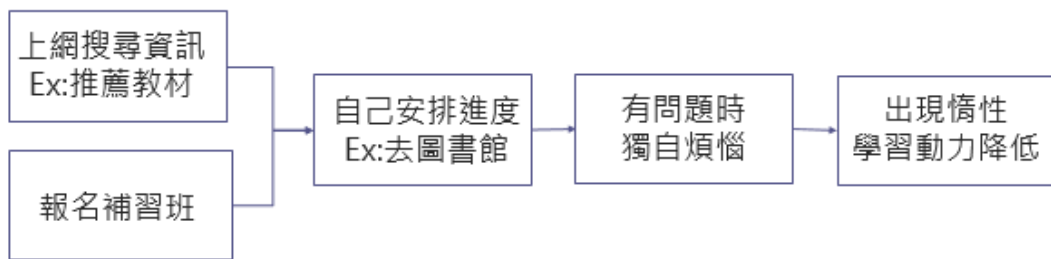 上網搜尋資訊
Ex:推薦教材
報名補習班
自己安排進度
Ex:去圖書館
有問題時
獨自煩惱
出現惰性
學習動力降低